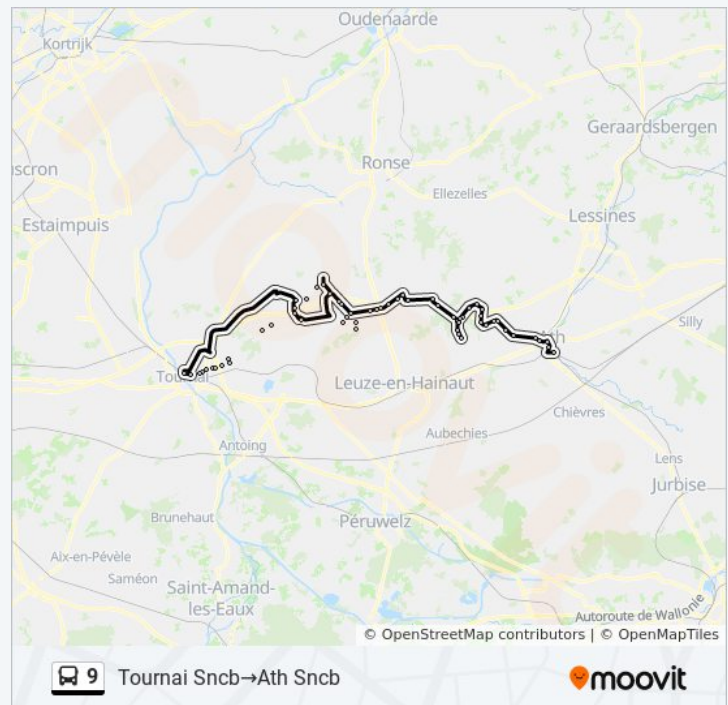 Oudenaarde
Kortrijk
Geraardsbergen
Ronse
uscron
Ellezelles
Lessines
Estaimpuis
Silly
th
Tournai
Leuze-en-Hainaut
Chièvres
Aubechies
Antoing
Lens
Jurbise
Brunehaut
Péruwelz
Aix-en-Pévèle
Saméon
Saint-Amand-
les-Eaux
Autoroute de Wallonie
© OpenStreetMap contributors | © OpenMapTiles
9 Tournai Sncb→Ath Sncb
moovit